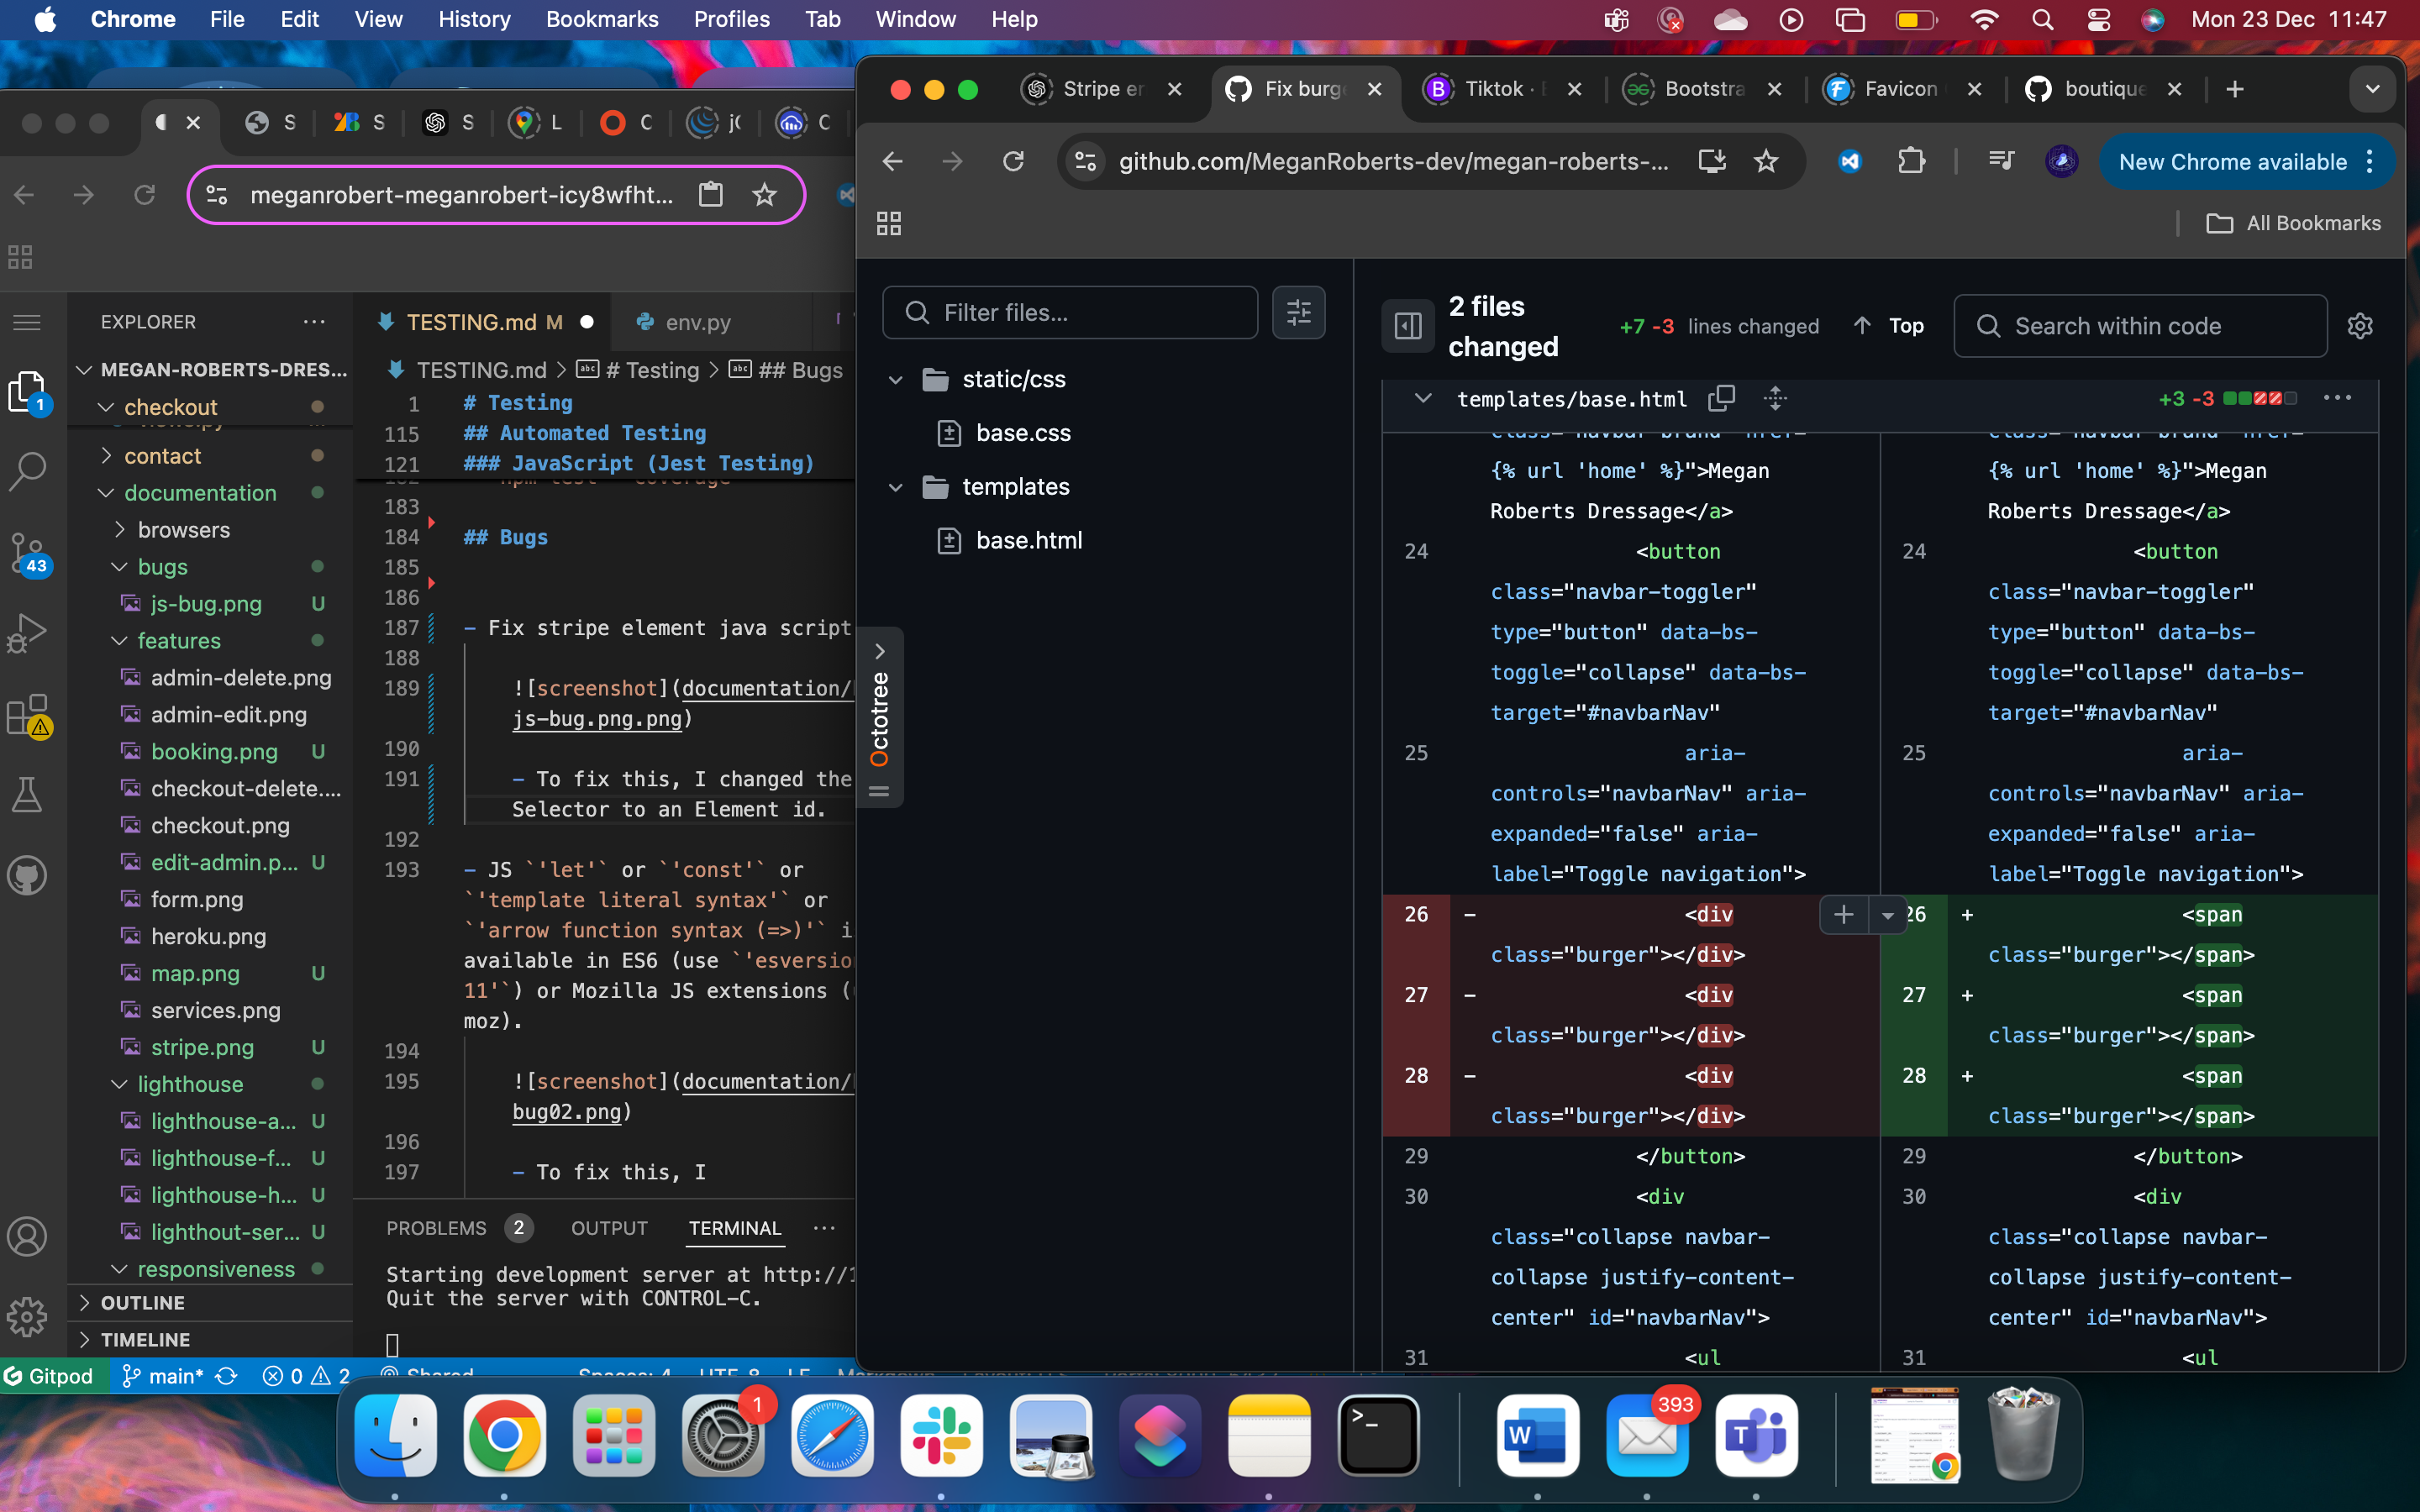 Chrome File Edit View History Bookmarks Profiles Tab Window Help Mon 23 Dec 11:47
S S S L C C
meganrobert-meganrobert-icy8wfht...
EXPLORER
MEGAN-ROBERTS-DRES...
checkout
views.py
contact
documentation
browsers
bugs
js-bug.png U
features
admin-delete.png
admin-edit.png
booking.png U
checkout-delete....
checkout.png
edit-admin.p... U
form.png
heroku.png
map.png U
services.png
stripe.png U
lighthouse
lighthouse-a... U
lighthouse-f... U
lighthouse-h... U
lighthout-ser... U
responsiveness
OUTLINE
TIMELINE
1
43
TESTING.md M
env.py
TESTING.md > # Testing > ## Bugs
1 # Testing
115 ## Automated Testing
121 ### JavaScript (Jest Testing)
182
183
184 ## Bugs
185
186
187 - Fix stripe element java script
188
189 ![screenshot](documentation/
js-bug.png.png)
190
191 - To fix this, I changed the
Selector to an Element id.
192
193 - JS `'let'` or `'const'` or
`'template literal syntax'` or
`'arrow function syntax (=>)'` i
available in ES6 (use `'esversio
11'`) or Mozilla JS extensions (
moz).
194
195 ![screenshot](documentation/
bug02.png)
196
197 - To fix this, I
PROBLEMS 2 OUTPUT TERMINAL ...
Starting development server at http://1
Quit the server with CONTROL-C.
Gitpod main* 0 2 Shared Spaces: 4 UTF-8 LF Markdown
Stripe er Fix burge Tiktok · Bootstra Favicon boutique
github.com/MeganRoberts-dev/megan-roberts-...
New Chrome available
All Bookmarks
Filter files...
static/css
base.css
templates
base.html
Octotree
2 files
changed
+7 -3 lines changed
Top
Search within code
templates/base.html
+3 -3
class="navbar-brand" href=
{% url 'home' %}">Megan
Roberts Dressage</a>
24 <button
class="navbar-toggler"
type="button" data-bs-
toggle="collapse" data-bs-
target="#navbarNav"
25 aria-
controls="navbarNav" aria-
expanded="false" aria-
label="Toggle navigation">
26 - <div
class="burger"></div>
27 - <div
class="burger"></div>
28 - <div
class="burger"></div>
29 </button>
30 <div
class="collapse navbar-
collapse justify-content-
center" id="navbarNav">
31 <ul
class="navbar-brand" href=
{% url 'home' %}">Megan
Roberts Dressage</a>
24 <button
class="navbar-toggler"
type="button" data-bs-
toggle="collapse" data-bs-
target="#navbarNav"
25 aria-
controls="navbarNav" aria-
expanded="false" aria-
label="Toggle navigation">
26 + <span
class="burger"></span>
27 + <span
class="burger"></span>
28 + <span
class="burger"></span>
29 </button>
30 <div
class="collapse navbar-
collapse justify-content-
center" id="navbarNav">
31 <ul
1
393